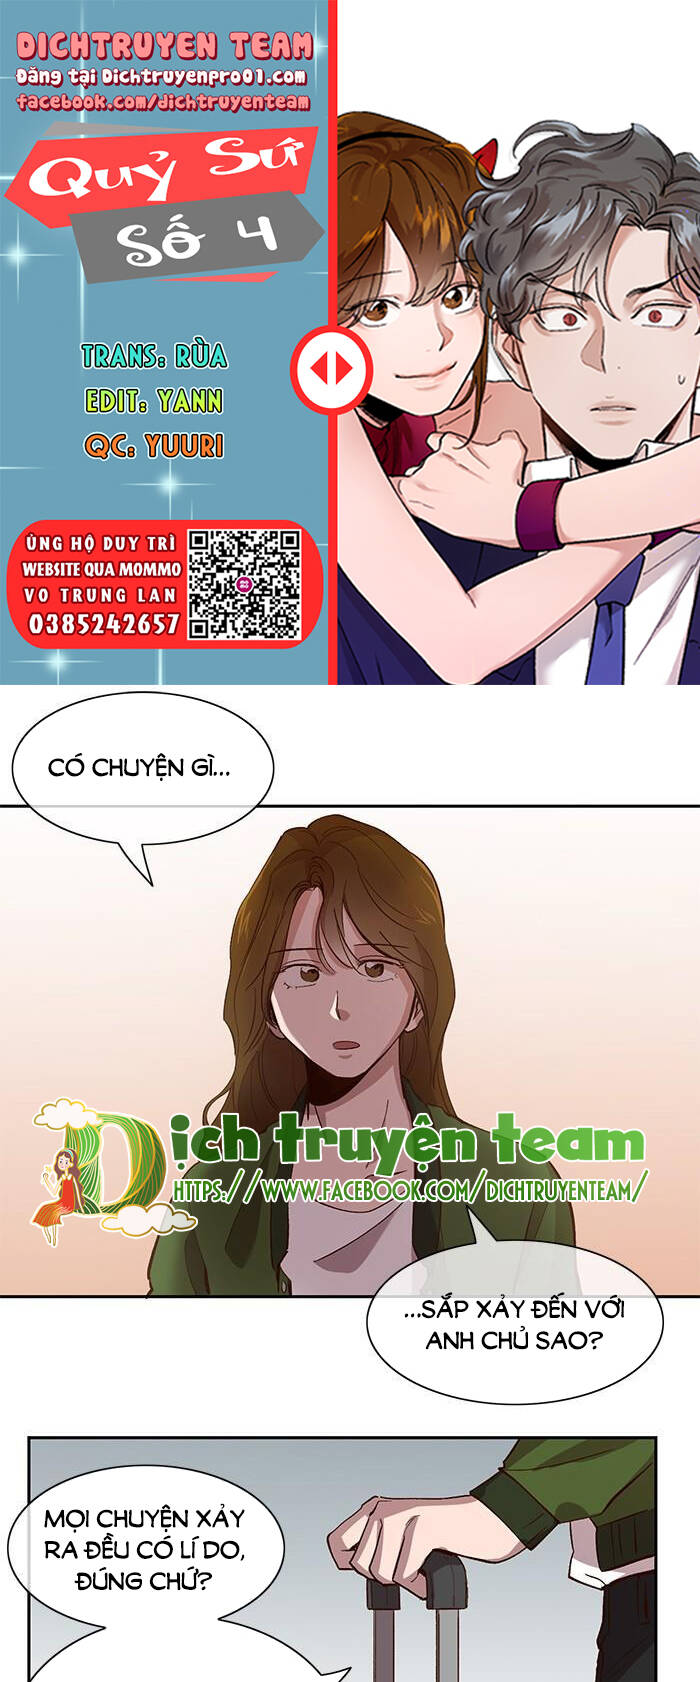 DICHTRUYEN TEAM
Đăng tại Dichtruyenpro01.com
facebook.com/dichtruyenteam
Quỷ Sứ
Số 4
TRANS: RÙA
EDIT: YANN
QC: YUURI
ỦNG HỘ DUY TRÌ
WEBSITE QUA MOMMO
VO TRUNG LAN
0385242657
CÓ CHUYỆN GÌ...
Dịch truyện team
HTTPS://WWW.FACEBOOK.COM/DICHTRUYENTEAM/
...SẮP XẢY ĐẾN VỚI
ANH CHỦ SAO?
MỌI CHUYỆN XẢY
RA ĐỀU CÓ LÍ DO,
ĐÚNG CHỨ?